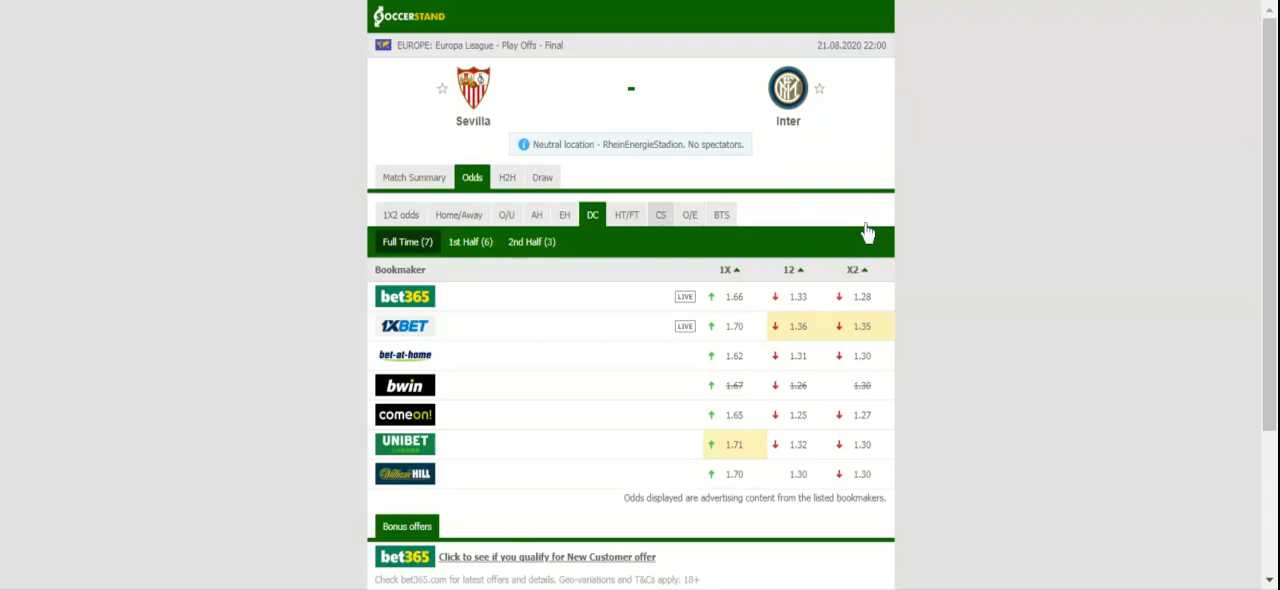 SOCCERSTAND
EUROPE: Europa League - Play Offs - Final 21.08.2020 22:00
-
Sevilla Inter
Neutral location - RheinEnergieStadion. No spectators.
Match Summary Odds H2H Draw
1X2 odds Home/Away O/U AH EH DC HT/FT CS O/E BTS
Full Time (7) 1st Half (6) 2nd Half (3)
Bookmaker 1X 12 X2
bet365 LIVE 1.66 1.33 1.28
1XBET LIVE 1.70 1.36 1.35
bet-at-home 1.62 1.31 1.30
bwin 1.67 1.26 1.30
comeon! 1.65 1.25 1.27
UNIBET 1.71 1.32 1.30
William HILL 1.70 1.30 1.30
Odds displayed are advertising content from the listed bookmakers.
Bonus offers
bet365 Click to see if you qualify for New Customer offer
Check bet365.com for latest offers and details. Geo-variations and T&Cs apply. 18+